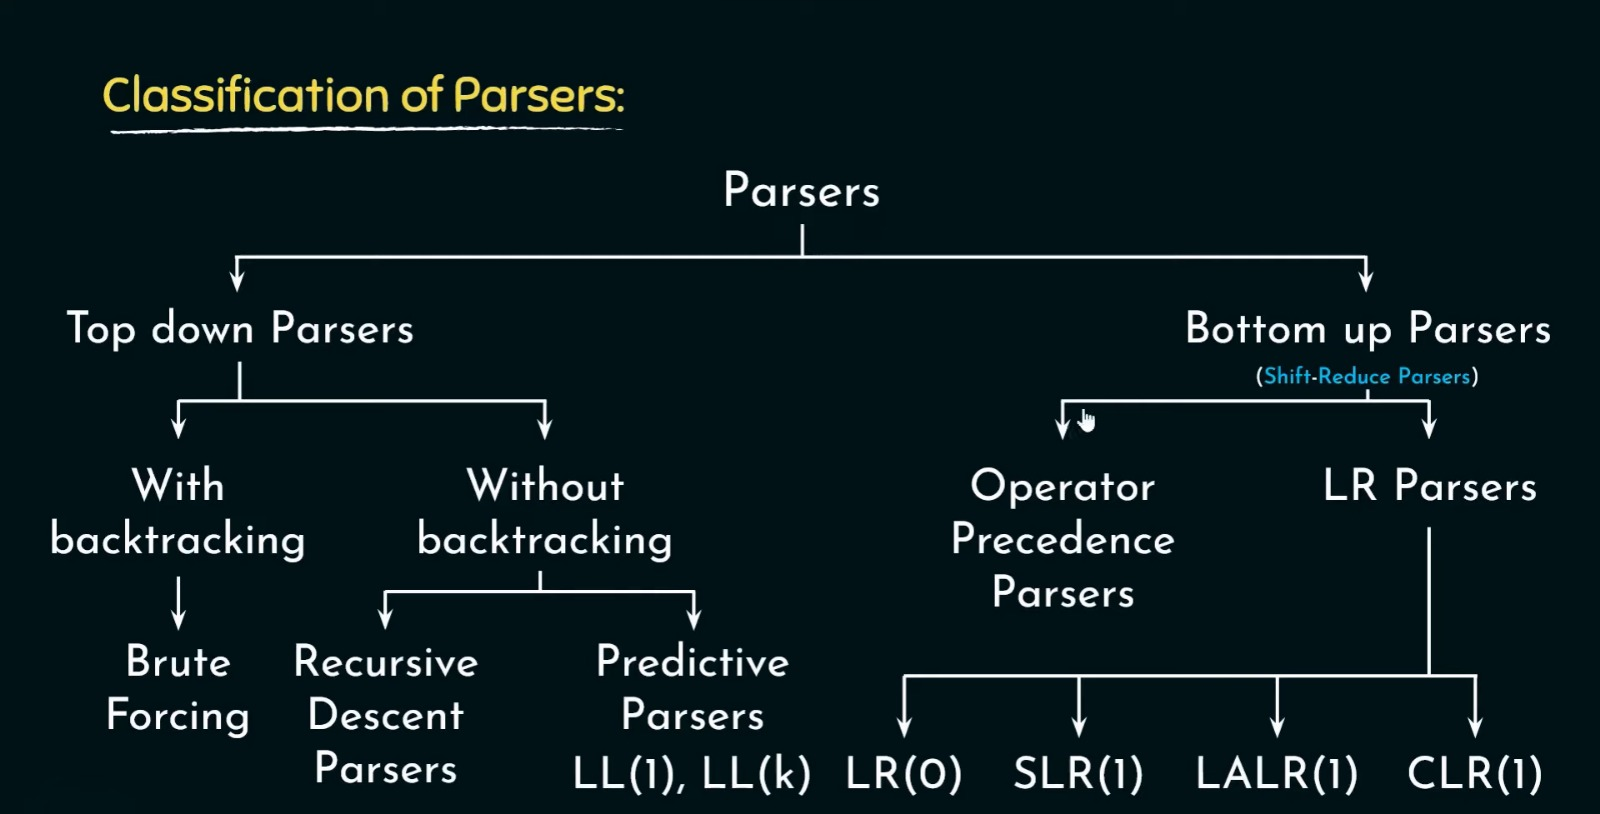 Classification of Parsers:
Parsers
Top down Parsers
Bottom up Parsers
(Shift-Reduce Parsers)
With
backtracking
Without
backtracking
Operator
Precedence
Parsers
LR Parsers
Brute
Forcing
Recursive
Descent
Parsers
Predictive
Parsers
LL(1), LL(k)
LR(0)
SLR(1)
LALR(1)
CLR(1)